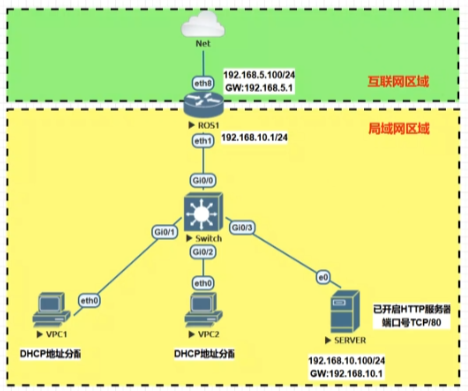 Net
192.168.5.100/24
GW:192.168.5.1
eth8
互联网区域
ROS1
局域网区域
eth1
192.168.10.1/24
Gi0/0
Gi0/1
Switch
Gi0/3
Gi0/2
eth0
eth0
e0
VPC1
VPC2
SERVER
已开启HTTP服务器
端口号TCP/80
DHCP地址分配
DHCP地址分配
192.168.10.100/24
GW:192.168.10.1